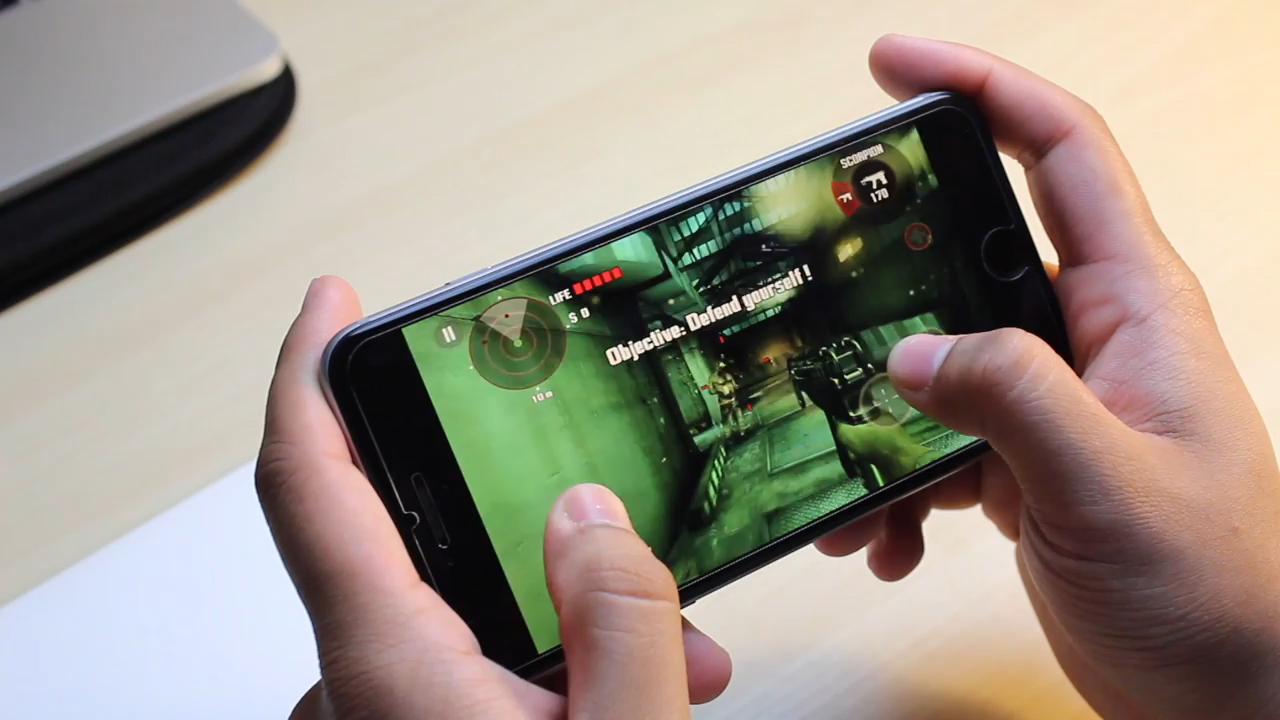 SCORPION
170
LIFE
$ 0
Objective: Defend yourself !
10 m